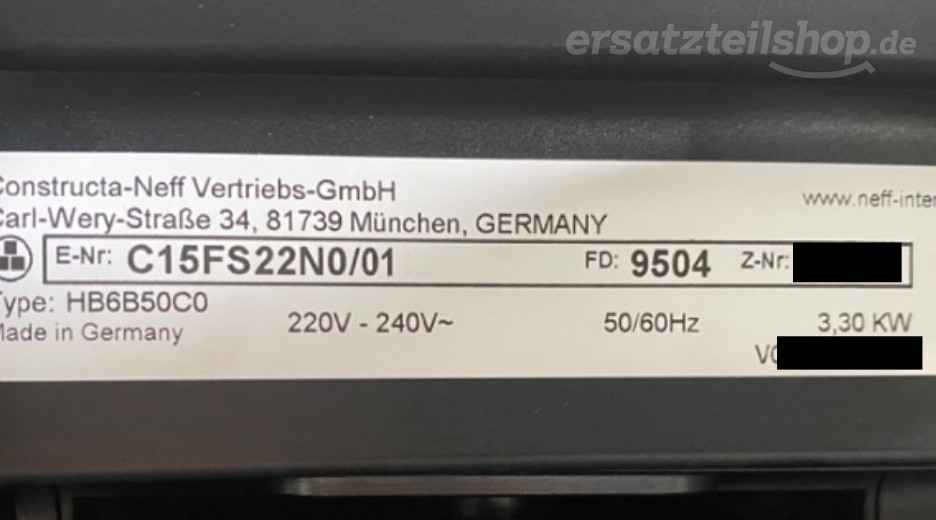 ersatzteilshop.de
Constructa-Neff Vertriebs-GmbH
Carl-Wery-Straße 34, 81739 München, GERMANY
E-Nr: C15FS22N0/01 FD: 9504 Z-Nr:
Type: HB6B50C0
Made in Germany
220V - 240V~ 50/60Hz 3,30 KW
www.neff-inter